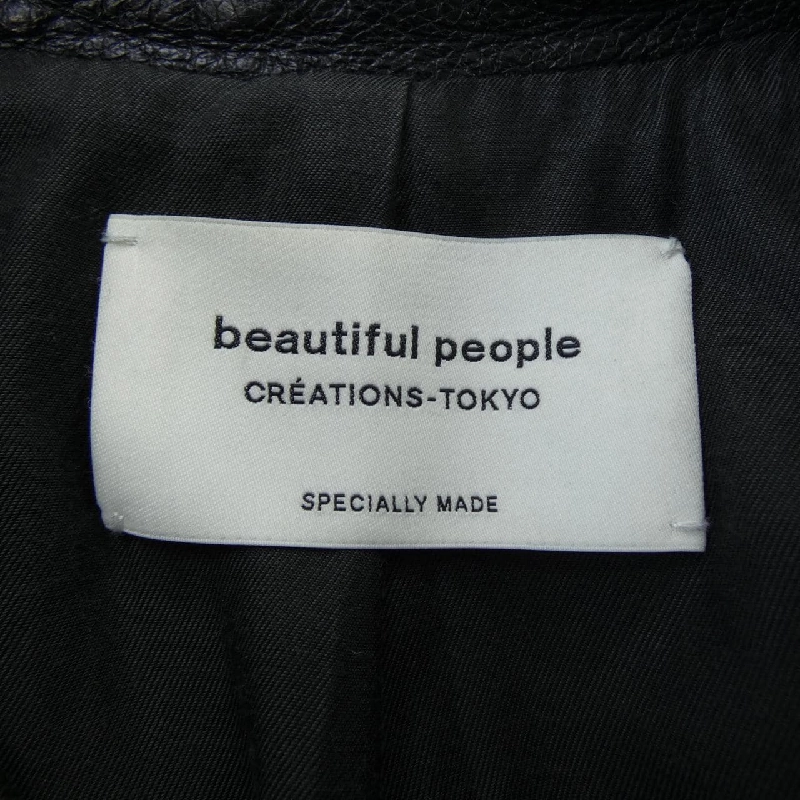 beautiful people
CRÉATIONS-TOKYO
SPECIALLY MADE